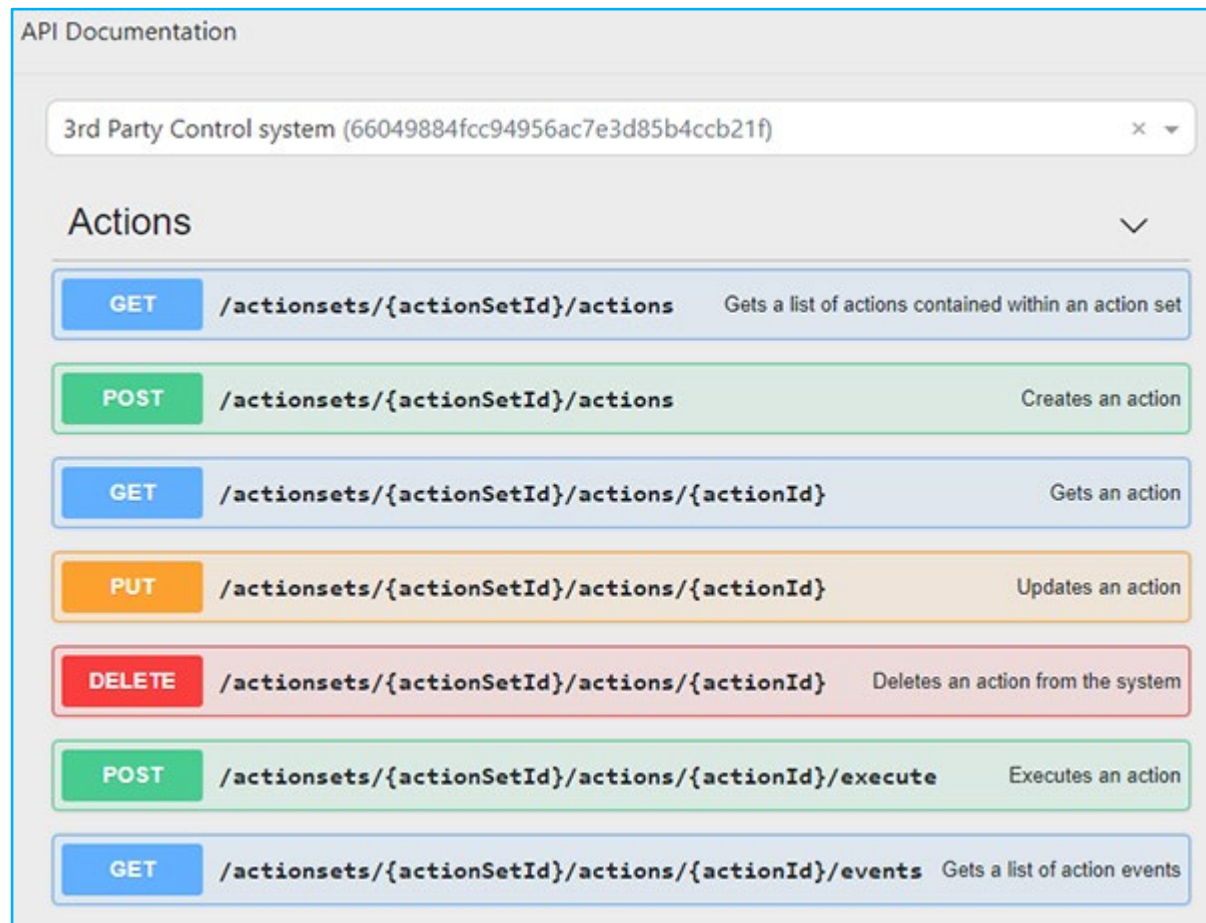 API Documentation
3rd Party Control system (66049884fcc94956ac7e3d85b4ccb21f)
Actions
GET /actionsets/{actionSetId}/actions Gets a list of actions contained within an action set
POST /actionsets/{actionSetId}/actions Creates an action
GET /actionsets/{actionSetId}/actions/{actionId} Gets an action
PUT /actionsets/{actionSetId}/actions/{actionId} Updates an action
DELETE /actionsets/{actionSetId}/actions/{actionId} Deletes an action from the system
POST /actionsets/{actionSetId}/actions/{actionId}/execute Executes an action
GET /actionsets/{actionSetId}/actions/{actionId}/events Gets a list of action events